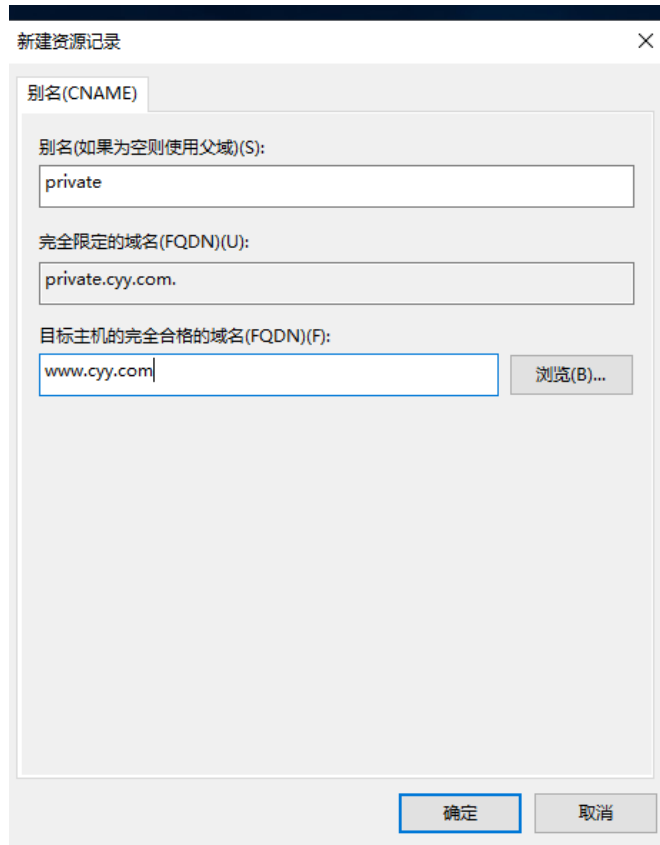 新建资源记录
别名(CNAME)
别名(如果为空则使用父域)(S):
private
完全限定的域名(FQDN)(U):
private.cyy.com.
目标主机的完全合格的域名(FQDN)(F):
www.cyy.com
浏览(B)...
确定
取消